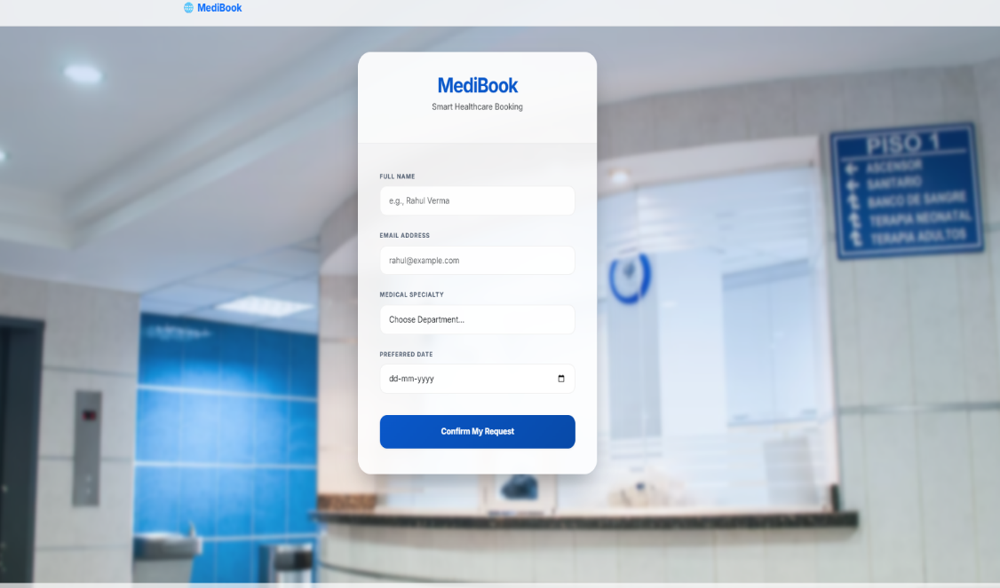 MediBook
MediBook
Smart Healthcare Booking
FULL NAME
e.g., Rahul Verma
EMAIL ADDRESS
rahul@example.com
MEDICAL SPECIALTY
Choose Department...
PREFERRED DATE
dd-mm-yyyy
Confirm My Request
PISO 1
ASCENSOR
SANITARIO
BANCO DE SANGRE
TERAPIA NEONATAL
TERAPIA ADULTOS